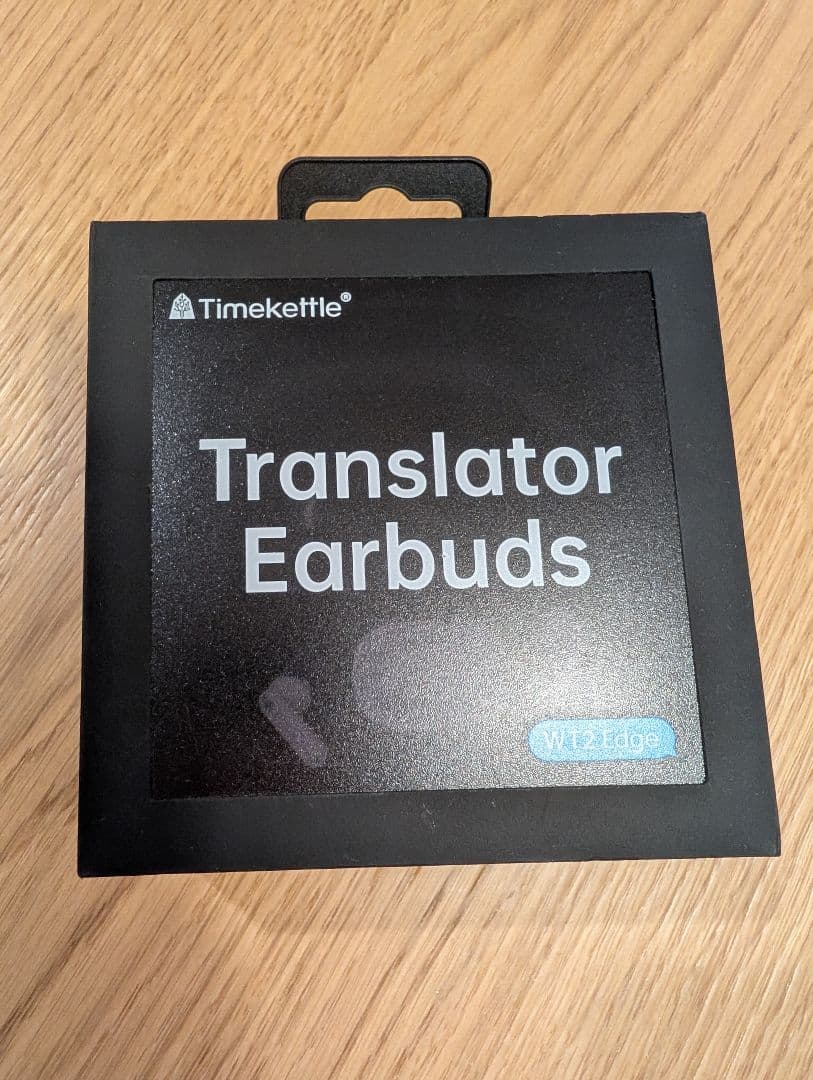 Timekettle®
Translator
Earbuds
WT2 Edge